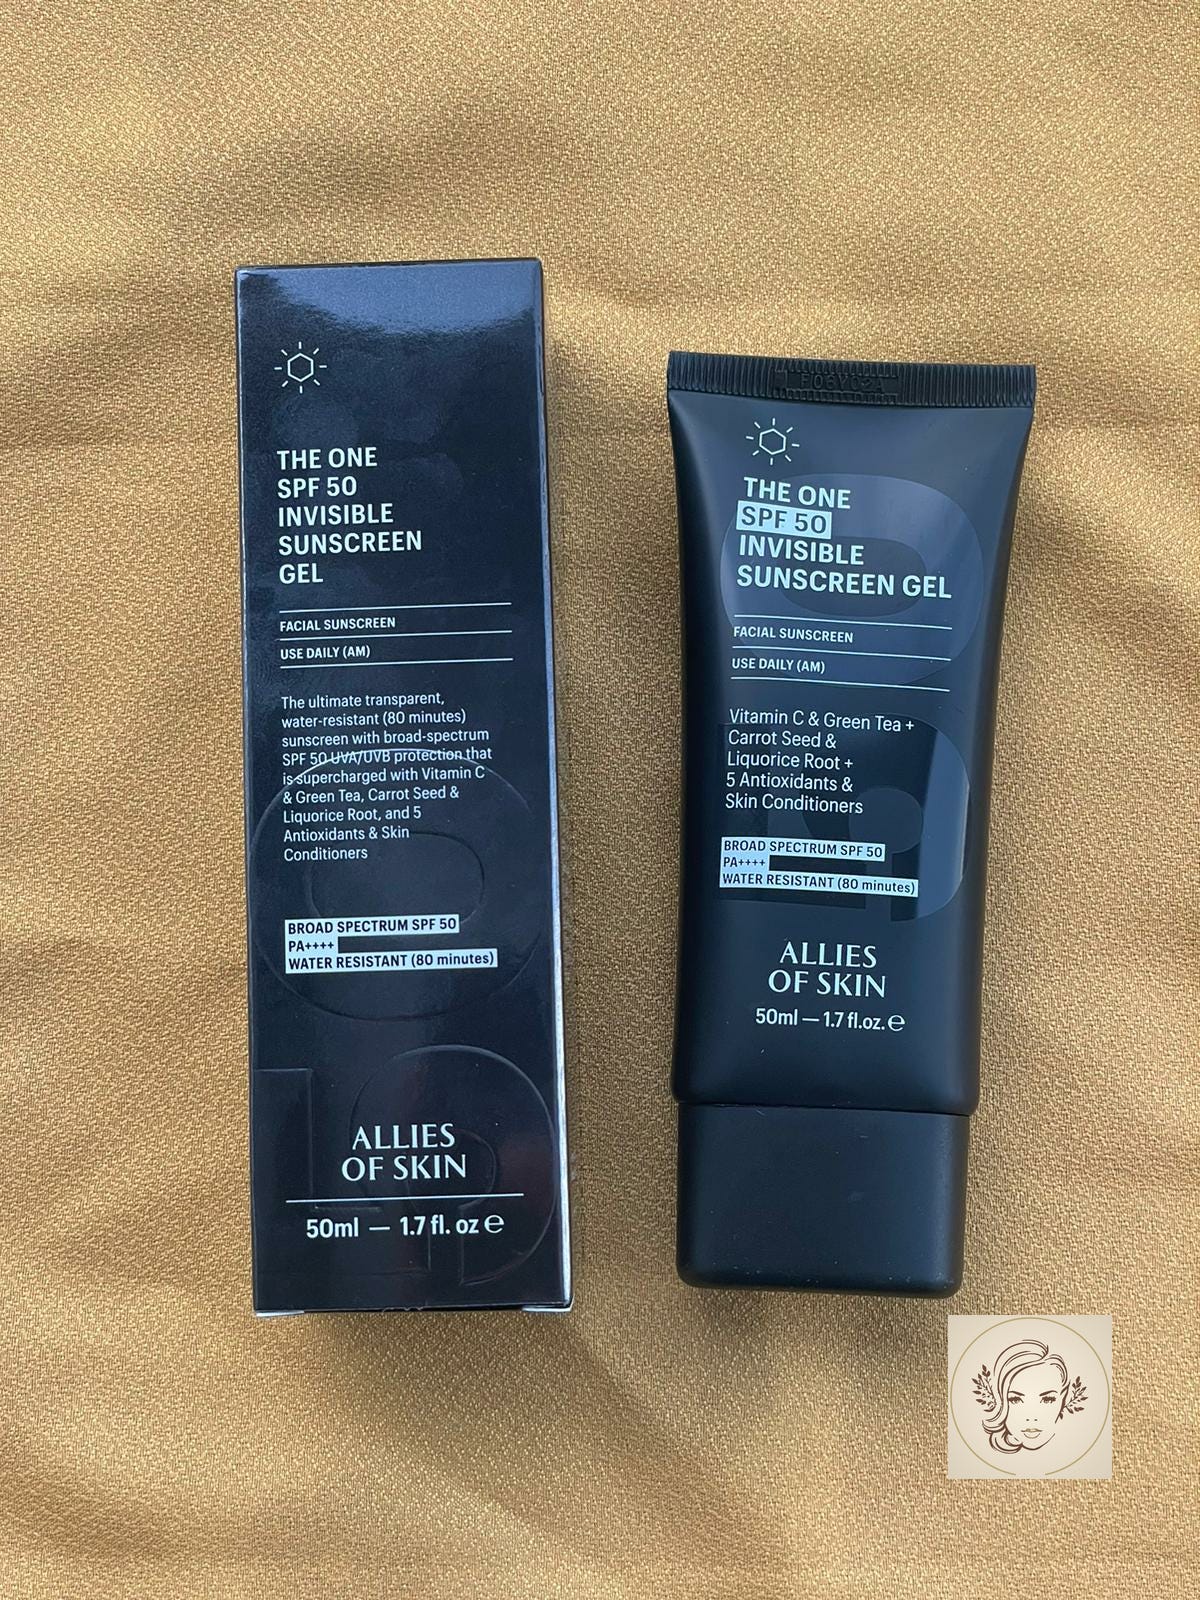 THE ONE
SPF 50
INVISIBLE
SUNSCREEN
GEL
FACIAL SUNSCREEN
USE DAILY (AM)
The ultimate transparent,
water-resistant (80 minutes)
sunscreen with broad-spectrum
SPF 50 UVA/UVB protection that
is supercharged with Vitamin C
& Green Tea, Carrot Seed &
Liquorice Root, and 5
Antioxidants & Skin
Conditioners
BROAD SPECTRUM SPF 50
PA++++
WATER RESISTANT (80 minutes)
ALLIES
OF SKIN
50ml — 1.7 fl. oz ℮
THE ONE
SPF 50
INVISIBLE
SUNSCREEN GEL
FACIAL SUNSCREEN
USE DAILY (AM)
Vitamin C & Green Tea +
Carrot Seed &
Liquorice Root +
5 Antioxidants &
Skin Conditioners
BROAD SPECTRUM SPF 50
PA++++
WATER RESISTANT (80 minutes)
ALLIES
OF SKIN
50ml — 1.7 fl.oz. ℮